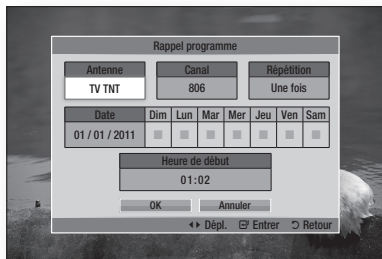 Rappel programme
Antenne Canal Répétition
TV TNT 806 Une fois
Date Dim Lun Mar Mer Jeu Ven Sam
01 / 01 / 2011
Heure de début
01:02
OK Annuler
Dépl. Entrer Retour